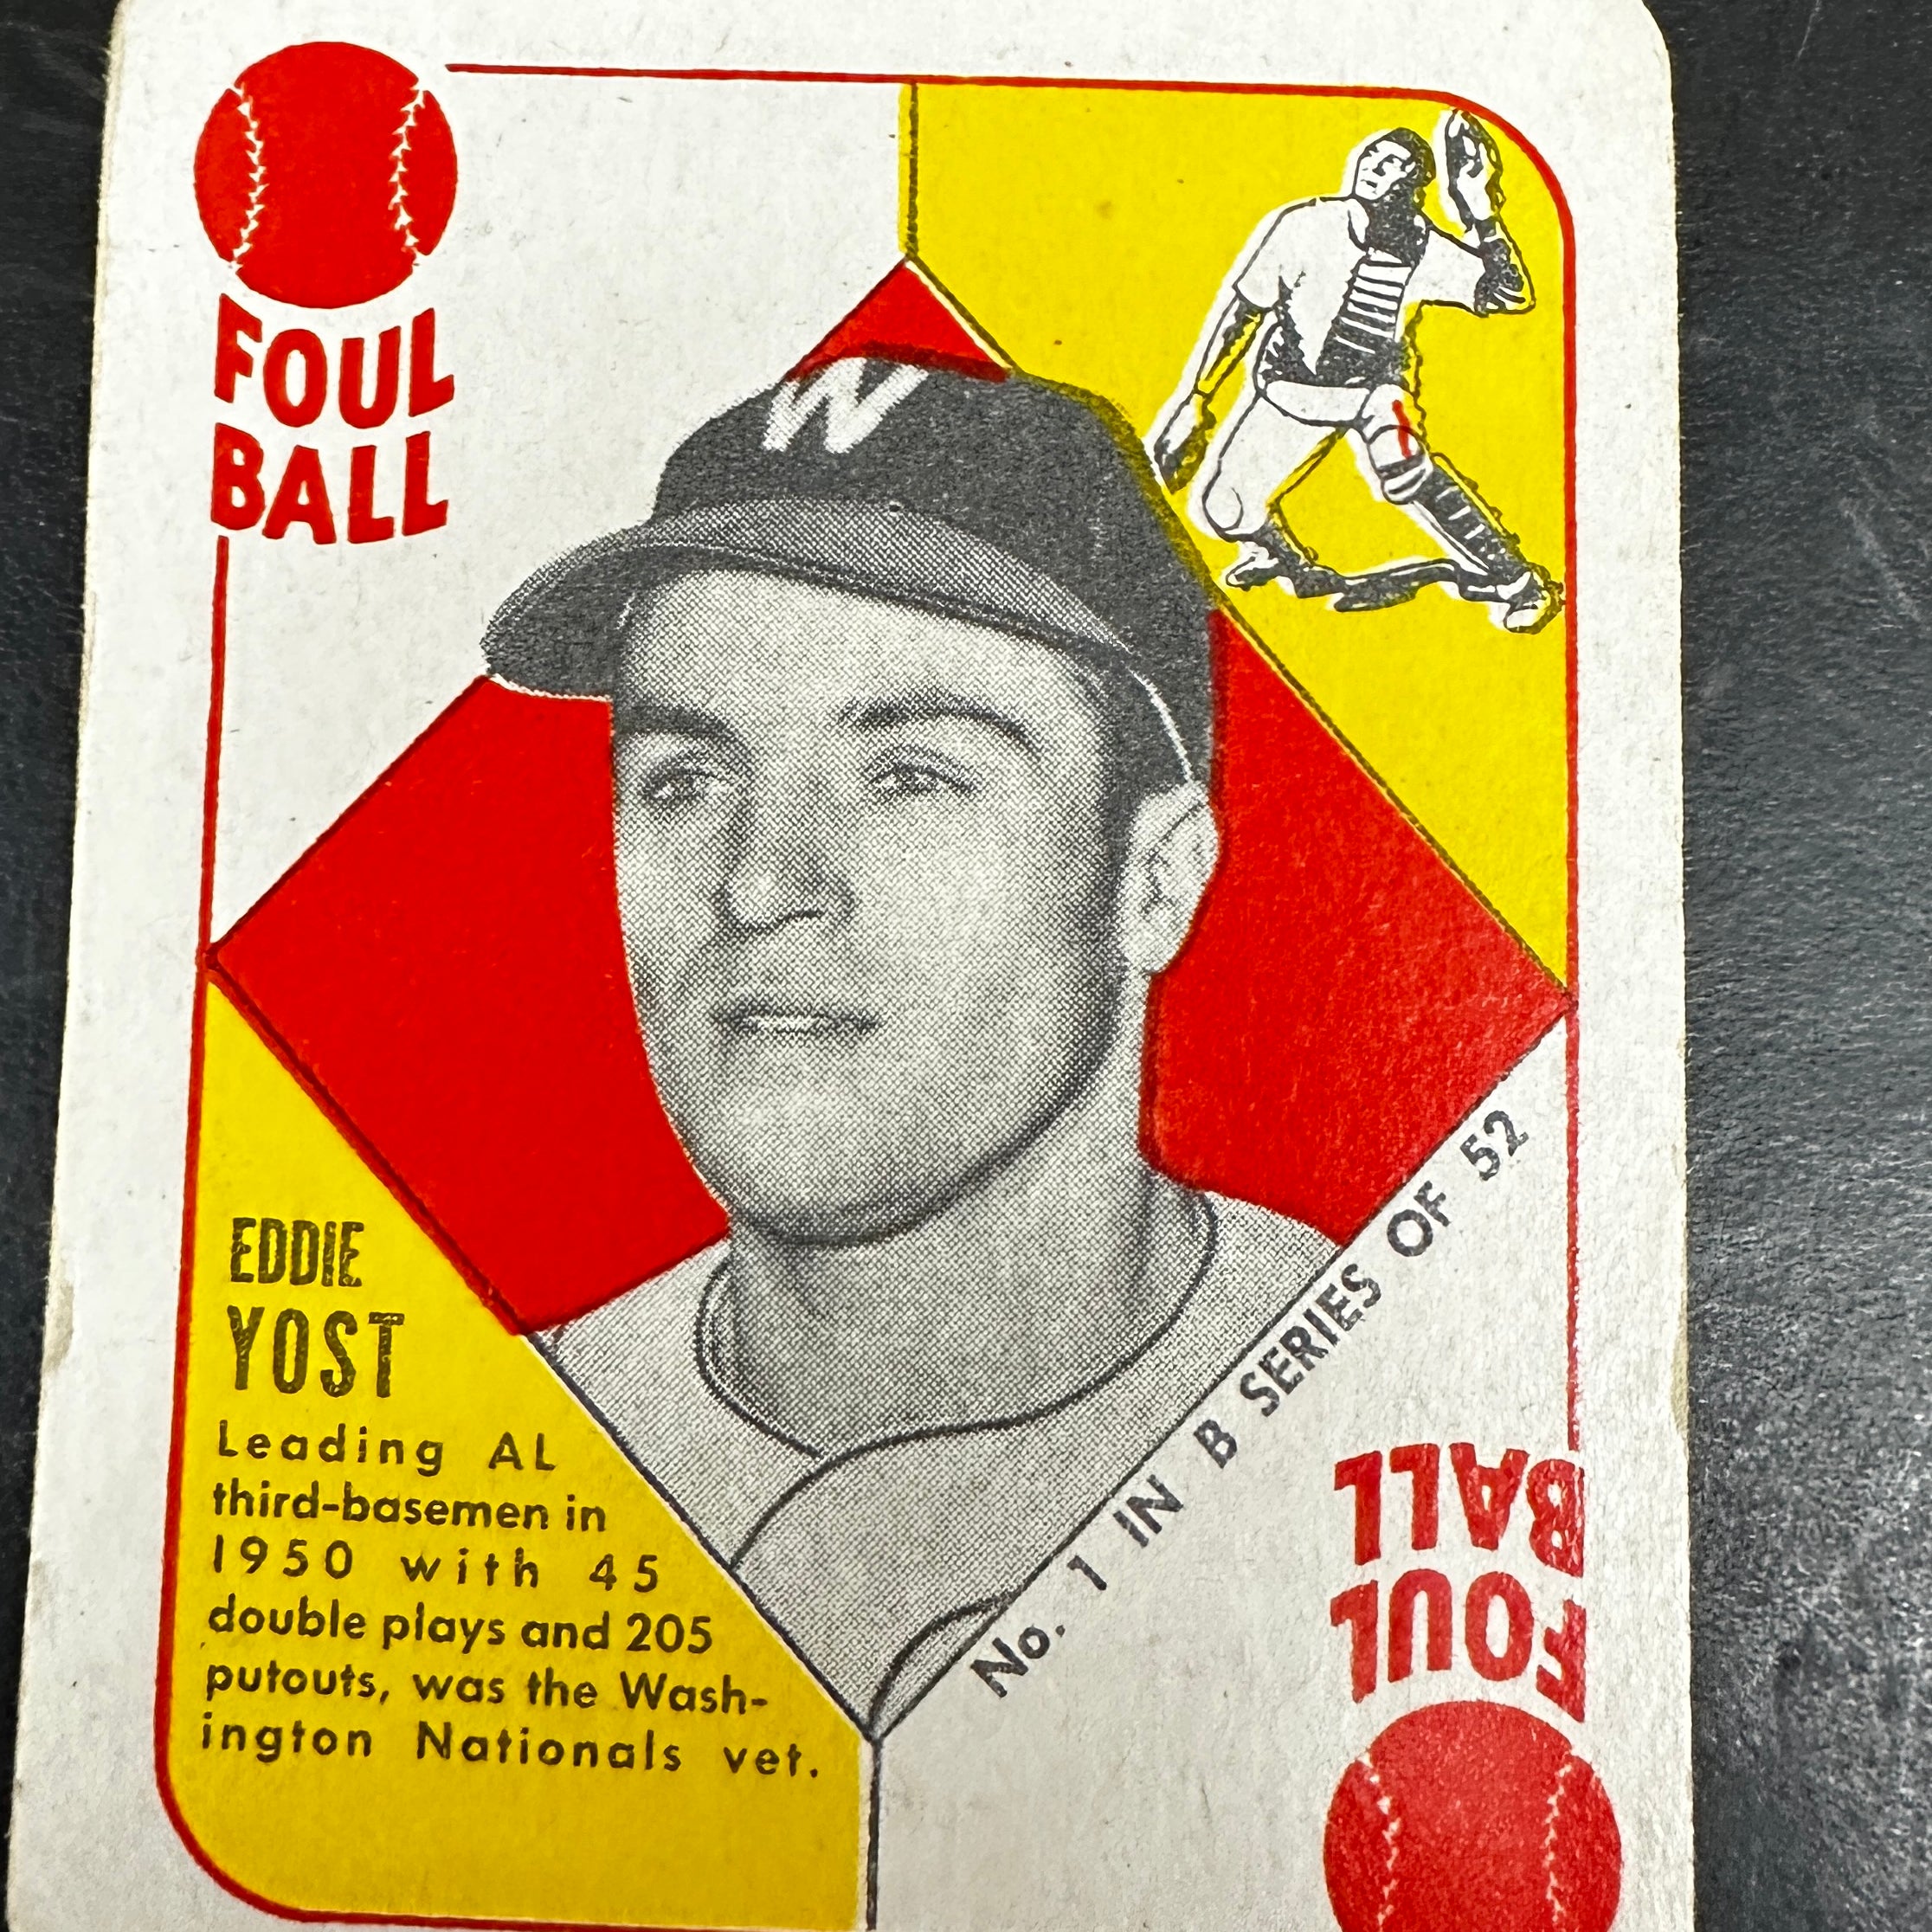 FOUL
BALL
W
EDDIE
YOST
Leading AL
third-basemen in
1950 with 45
double plays and 205
putouts, was the Wash-
ington Nationals vet.
No. 1 IN B SERIES OF 52
FOUL
BALL